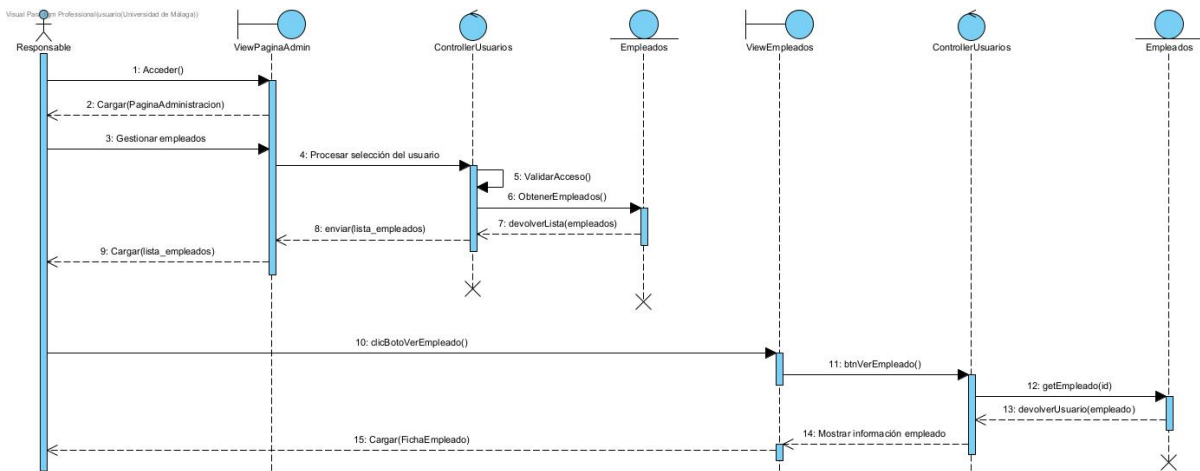 Visual Paradigm Professional(usuario(Universidad de Málaga))
Responsable
ViewPaginaAdmin
ControllerUsuarios
Empleados
ViewEmpleados
ControllerUsuarios
Empleados
1: Acceder()
2: Cargar(PaginaAdministracion)
3: Gestionar empleados
4: Procesar selección del usuario
5: ValidarAcceso()
6: ObtenerEmpleados()
7: devolverLista(empleados)
8: enviar(lista_empleados)
9: Cargar(lista_empleados)
10: clicBotoVerEmpleado()
11: btnVerEmpleado()
12: getEmpleado(id)
13: devolverUsuario(empleado)
14: Mostrar información empleado
15: Cargar(FichaEmpleado)